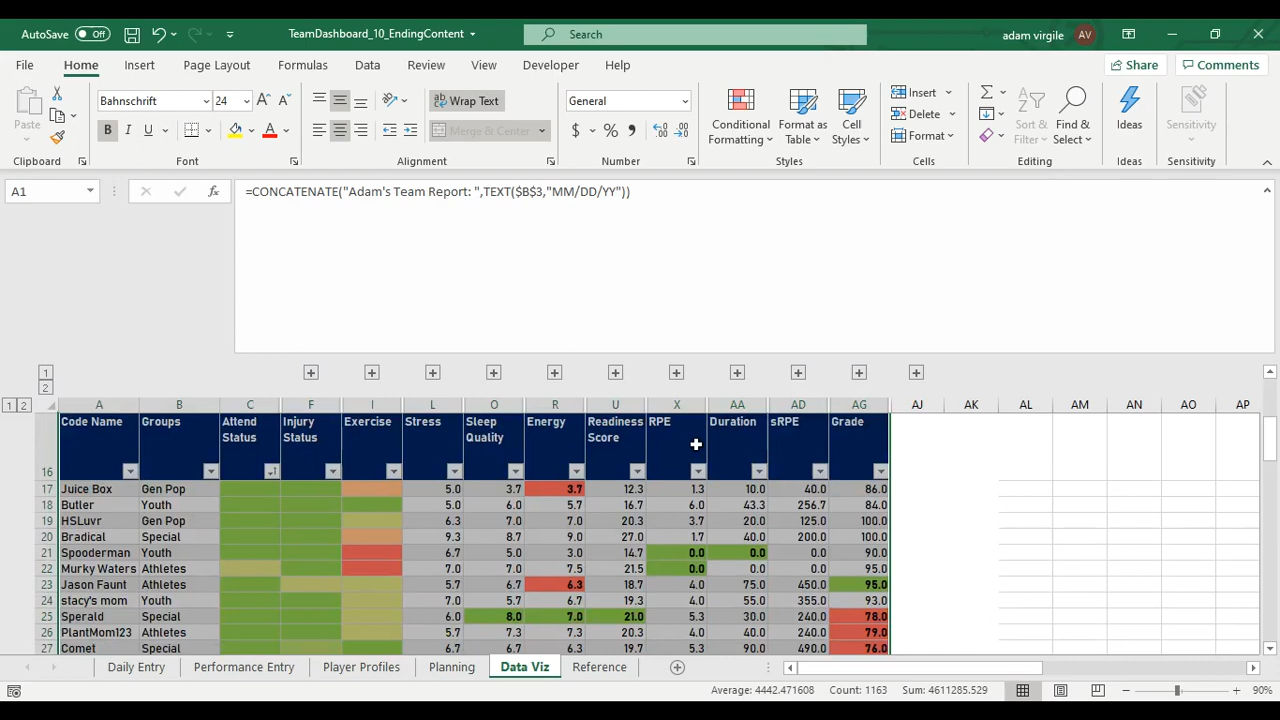 AutoSave Off TeamDashboard_10_EndingContent Search adam virgile AV
File Home Insert Page Layout Formulas Data Review View Developer Help Share Comments
Paste Bahnschrift 24 Wrap Text General Conditional Formatting Format as Table Cell Styles Insert Sort & Filter Find & Select Ideas Sensitivity
B I U Merge & Center $ % Delete Format
Clipboard Font Alignment Number Styles Cells Editing Ideas Sensitivity
A1 fx =CONCATENATE("Adam's Team Report: ",TEXT($B$3,"MM/DD/YY"))
1
2
1 2 A B C F I L O R U X AA AD AG AJ AK AL AM AN AO AP
16 Code Name Groups Attend Status Injury Status Exercise Stress Sleep Quality Energy Readiness Score RPE Duration sRPE Grade
17 Juice Box Gen Pop 5.0 3.7 3.7 12.3 1.3 10.0 40.0 86.0
18 Butler Youth 5.0 6.0 5.7 16.7 6.0 43.3 256.7 84.0
19 HSLuvr Gen Pop 6.3 7.0 7.0 20.3 3.7 20.0 125.0 100.0
20 Bradical Special 9.3 8.7 9.0 27.0 1.7 40.0 200.0 100.0
21 Spooderman Youth 6.7 5.0 3.0 14.7 0.0 0.0 0.0 90.0
22 Murky Waters Athletes 7.0 7.0 7.5 21.5 0.0 0.0 0.0 95.0
23 Jason Faunt Athletes 5.7 6.7 6.3 18.7 4.0 75.0 450.0 95.0
24 stacy's mom Youth 7.0 5.7 6.7 19.3 4.0 55.0 355.0 93.0
25 Sperald Special 6.0 8.0 7.0 21.0 5.3 30.0 240.0 78.0
26 PlantMom123 Athletes 5.7 7.3 7.3 20.3 4.0 40.0 240.0 79.0
27 Comet Special 6.7 6.7 6.3 19.7 5.3 90.0 490.0 76.0
Daily Entry Performance Entry Player Profiles Planning Data Viz Reference
Average: 4442.471608 Count: 1163 Sum: 4611285.529 90%